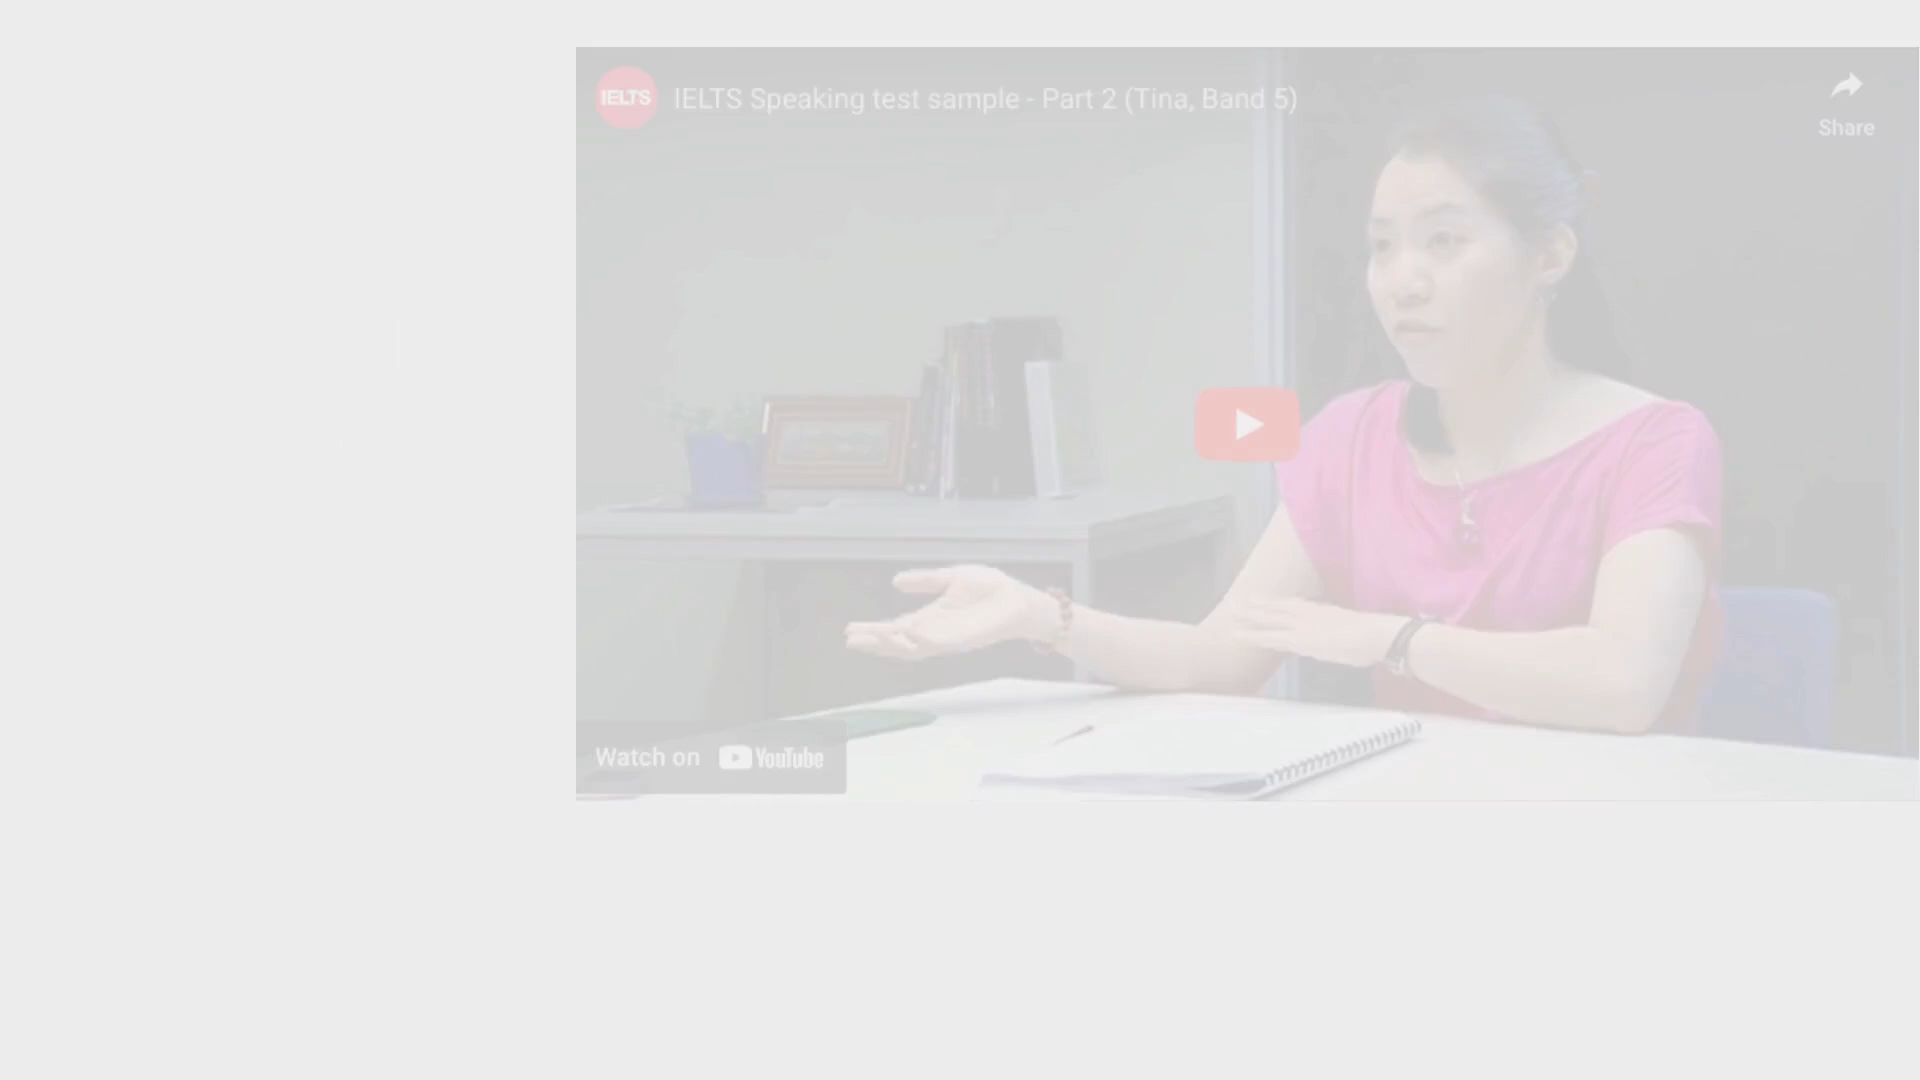 IELTS
IELTS Speaking test sample - Part 2 (Tina, Band 5)
Share
Watch on YouTube